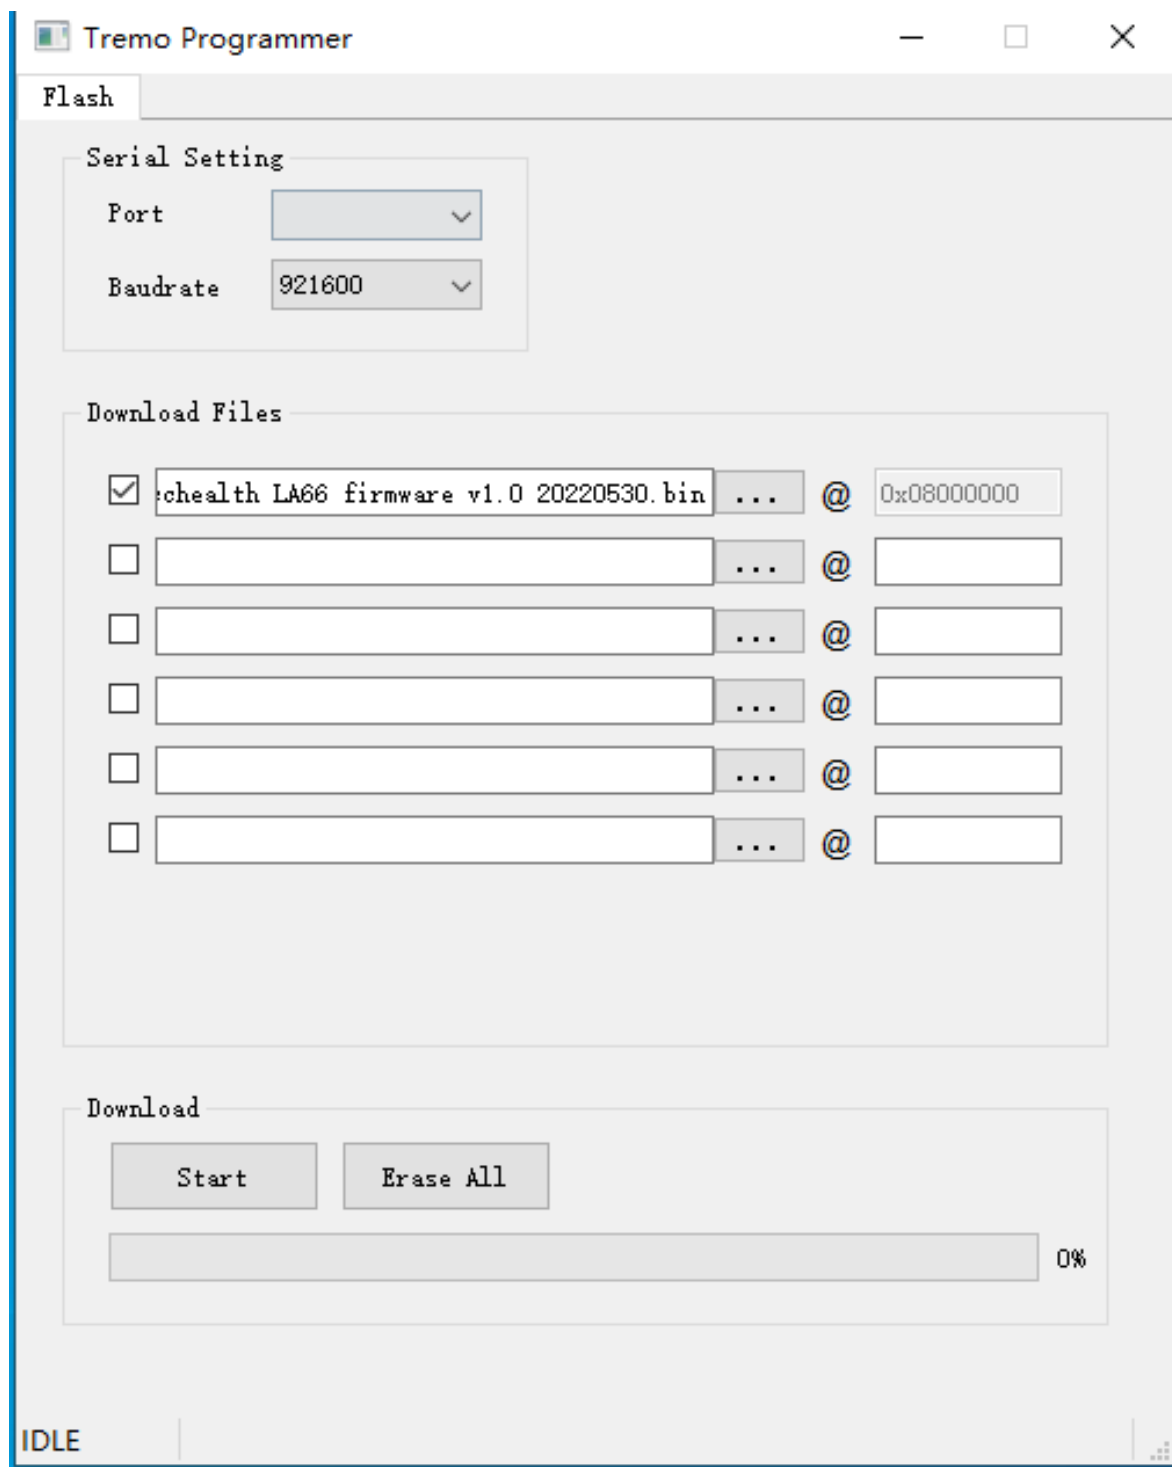 Tremo Programmer
Flash
Serial Setting
Port
Baudrate 921600
Download Files
chealth LA66 firmware v1.0 20220530.bin ... @ 0x08000000
... @
... @
... @
... @
... @
Download
Start Erase All
0%
IDLE